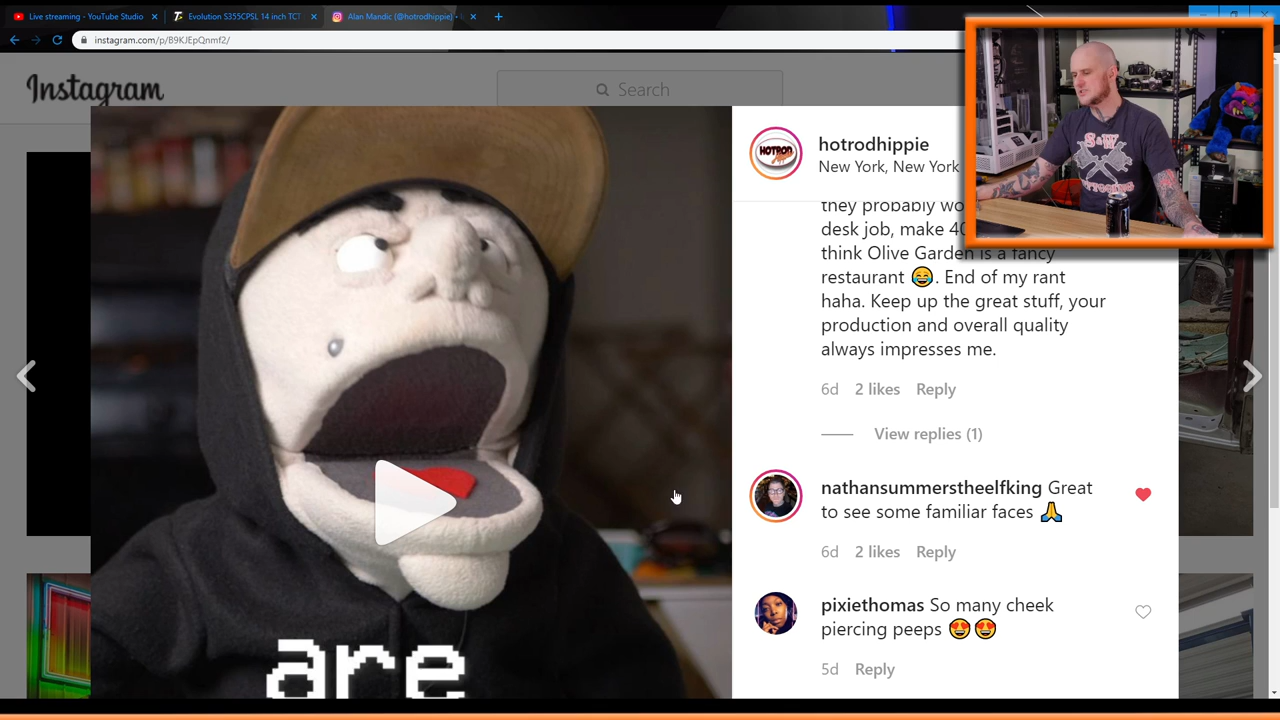 Live streaming - YouTube Studio
Evolution S355CPSL 14 inch TCT
Alan Mandic (@hotrodhippie) •
instagram.com/p/B9KJEpQnmf2/
Instagram
Search
HOTROD
hotrodhippie
New York, New York
S&W
TATTOOING
they probably wo
desk job, make 40
think Olive Garden is a fancy
restaurant 😂. End of my rant
haha. Keep up the great stuff, your
production and overall quality
always impresses me.
6d 2 likes Reply
View replies (1)
nathansummerstheelfking Great
to see some familiar faces 🙏
6d 2 likes Reply
pixiethomas So many cheek
piercing peeps 😍😍
5d Reply
are